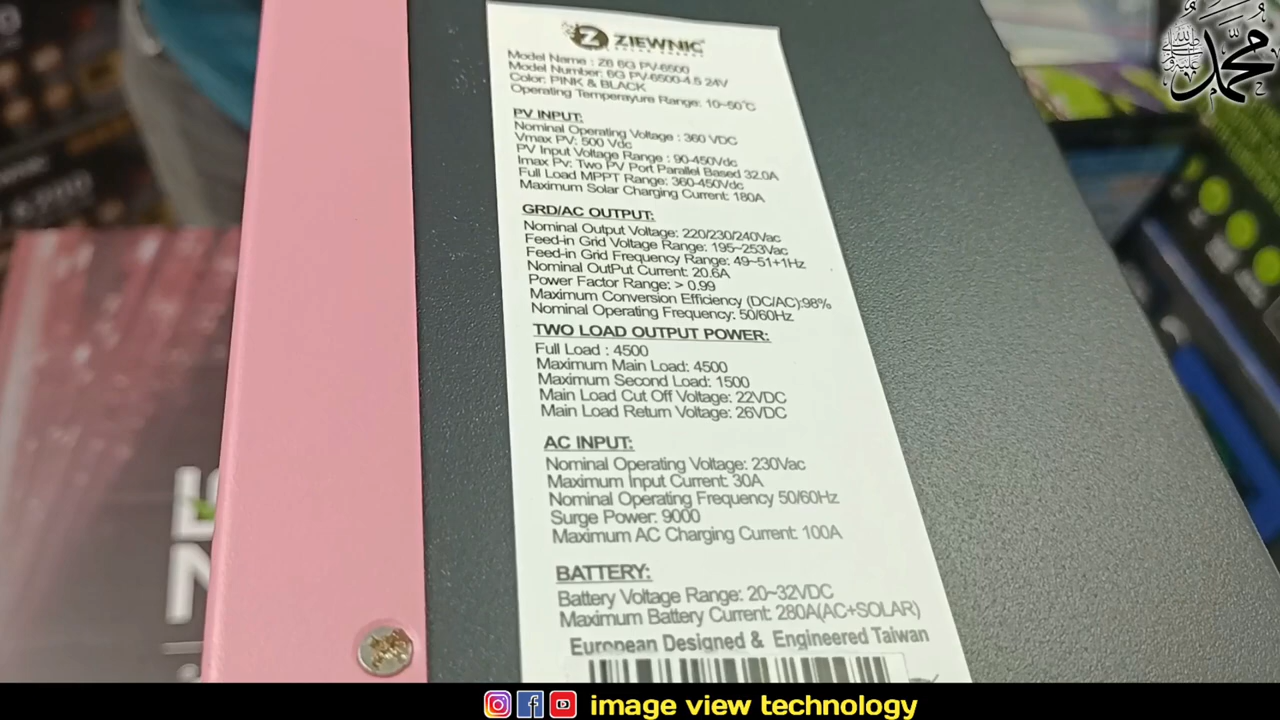 ZIEWNIC
Model Name : Z6 6G PV-6500
Model Number: 6G PV-6500-4.5 24V
Color: PINK & BLACK
Operating Temperayure Range: 10~50°C
PV INPUT:
Nominal Operating Voltage : 360 VDC
Vmax PV: 500 Vdc
PV Input Voltage Range : 90-450Vdc
Imax Pv: Two PV Port Parallel Based 32.0A
Full Load MPPT Range: 360-450Vdc
Maximum Solar Charging Current: 180A
GRD/AC OUTPUT:
Nominal Output Voltage: 220/230/240Vac
Feed-in Grid Voltage Range: 195~253Vac
Feed-in Grid Frequency Range: 49~51+1Hz
Nominal OutPut Current: 20.6A
Power Factor Range: > 0.99
Maximum Conversion Efficiency (DC/AC):98%
Nominal Operating Frequency: 50/60Hz
TWO LOAD OUTPUT POWER:
Full Load : 4500
Maximum Main Load: 4500
Maximum Second Load: 1500
Main Load Cut Off Voltage: 22VDC
Main Load Return Voltage: 26VDC
AC INPUT:
Nominal Operating Voltage: 230Vac
Maximum Input Current: 30A
Nominal Operating Frequency 50/60Hz
Surge Power: 9000
Maximum AC Charging Current: 100A
BATTERY:
Battery Voltage Range: 20~32VDC
Maximum Battery Current: 280A(AC+SOLAR)
European Designed & Engineered Taiwan
محمد
ﷺ
image view technology